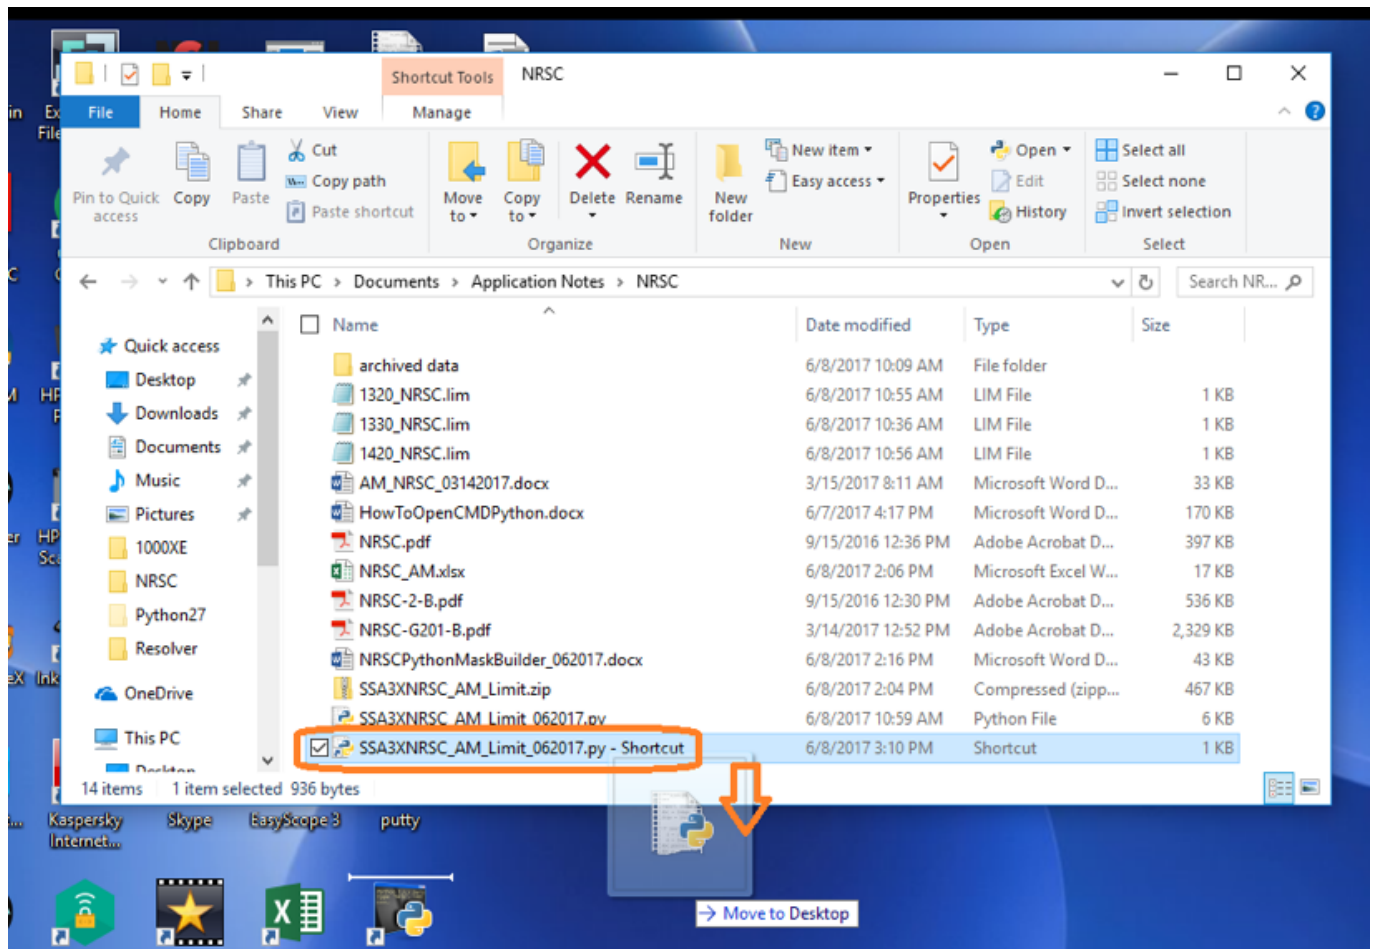 Shortcut Tools NRSC
File Home Share View Manage
Pin to Quick access
Copy
Paste
Cut
Copy path
Paste shortcut
Clipboard
Move to
Copy to
Delete
Rename
Organize
New folder
New item
Easy access
New
Properties
Open
Edit
History
Open
Select all
Select none
Invert selection
Select
This PC > Documents > Application Notes > NRSC
Search NR...
Quick access
Desktop
Downloads
Documents
Music
Pictures
1000XE
NRSC
Python27
Resolver
OneDrive
This PC
Desktop
Name Date modified Type Size
archived data 6/8/2017 10:09 AM File folder
1320_NRSC.lim 6/8/2017 10:55 AM LIM File 1 KB
1330_NRSC.lim 6/8/2017 10:36 AM LIM File 1 KB
1420_NRSC.lim 6/8/2017 10:56 AM LIM File 1 KB
AM_NRSC_03142017.docx 3/15/2017 8:11 AM Microsoft Word D... 33 KB
HowToOpenCMDPython.docx 6/7/2017 4:17 PM Microsoft Word D... 170 KB
NRSC.pdf 9/15/2016 12:36 PM Adobe Acrobat D... 397 KB
NRSC_AM.xlsx 6/8/2017 2:06 PM Microsoft Excel W... 17 KB
NRSC-2-B.pdf 9/15/2016 12:30 PM Adobe Acrobat D... 536 KB
NRSC-G201-B.pdf 3/14/2017 12:52 PM Adobe Acrobat D... 2,329 KB
NRSCPythonMaskBuilder_062017.docx 6/8/2017 2:16 PM Microsoft Word D... 43 KB
SSA3XNRSC_AM_Limit.zip 6/8/2017 2:04 PM Compressed (zipp... 467 KB
SSA3XNRSC_AM_Limit_062017.py 6/8/2017 10:59 AM Python File 6 KB
SSA3XNRSC_AM_Limit_062017.py - Shortcut 6/8/2017 3:10 PM Shortcut 1 KB
14 items 1 item selected 936 bytes
Kaspersky Skype EasyScope 3 putty
Internet...
Move to Desktop